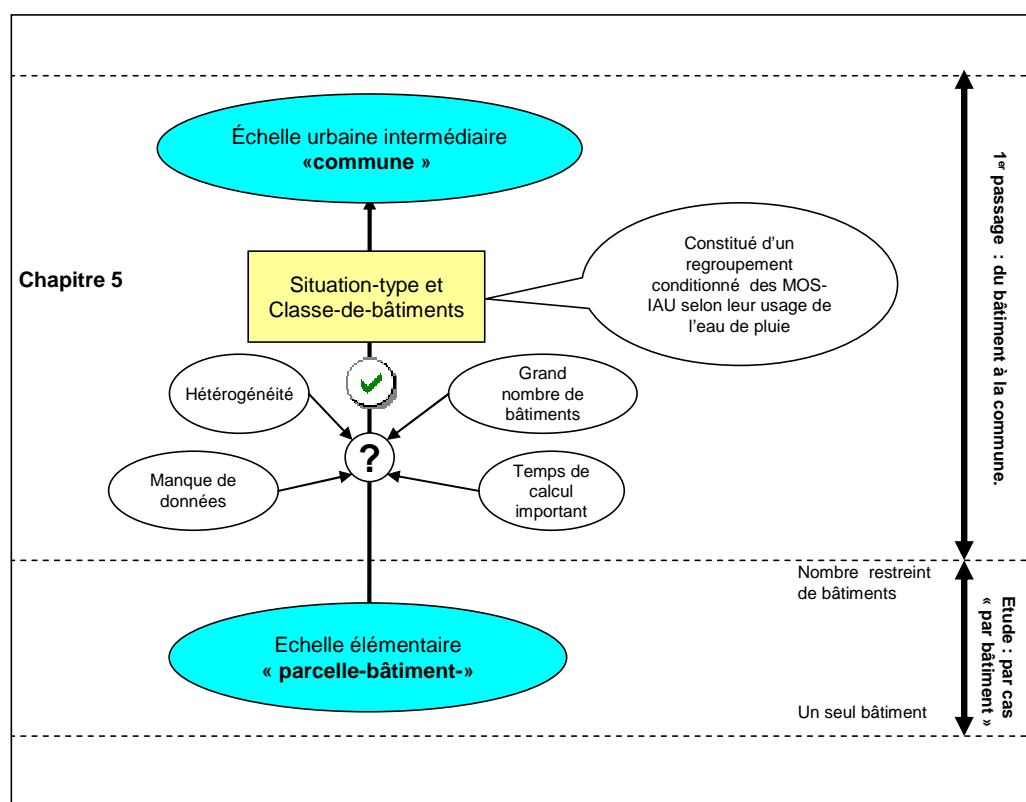 Échelle urbaine intermédiaire
«commune »
Chapitre 5
Situation-type et
Classe-de-bâtiments
Constitué d'un
regroupement
conditionné des MOS-
IAU selon leur usage de
l'eau de pluie
Hétérogénéité
Grand
nombre de
bâtiments
?
Manque de
données
Temps de
calcul
important
1er passage : du bâtiment à la commune.
Nombre restreint
de bâtiments
Echelle élémentaire
« parcelle-bâtiment-»
Un seul bâtiment
Etude : par cas
« par bâtiment »